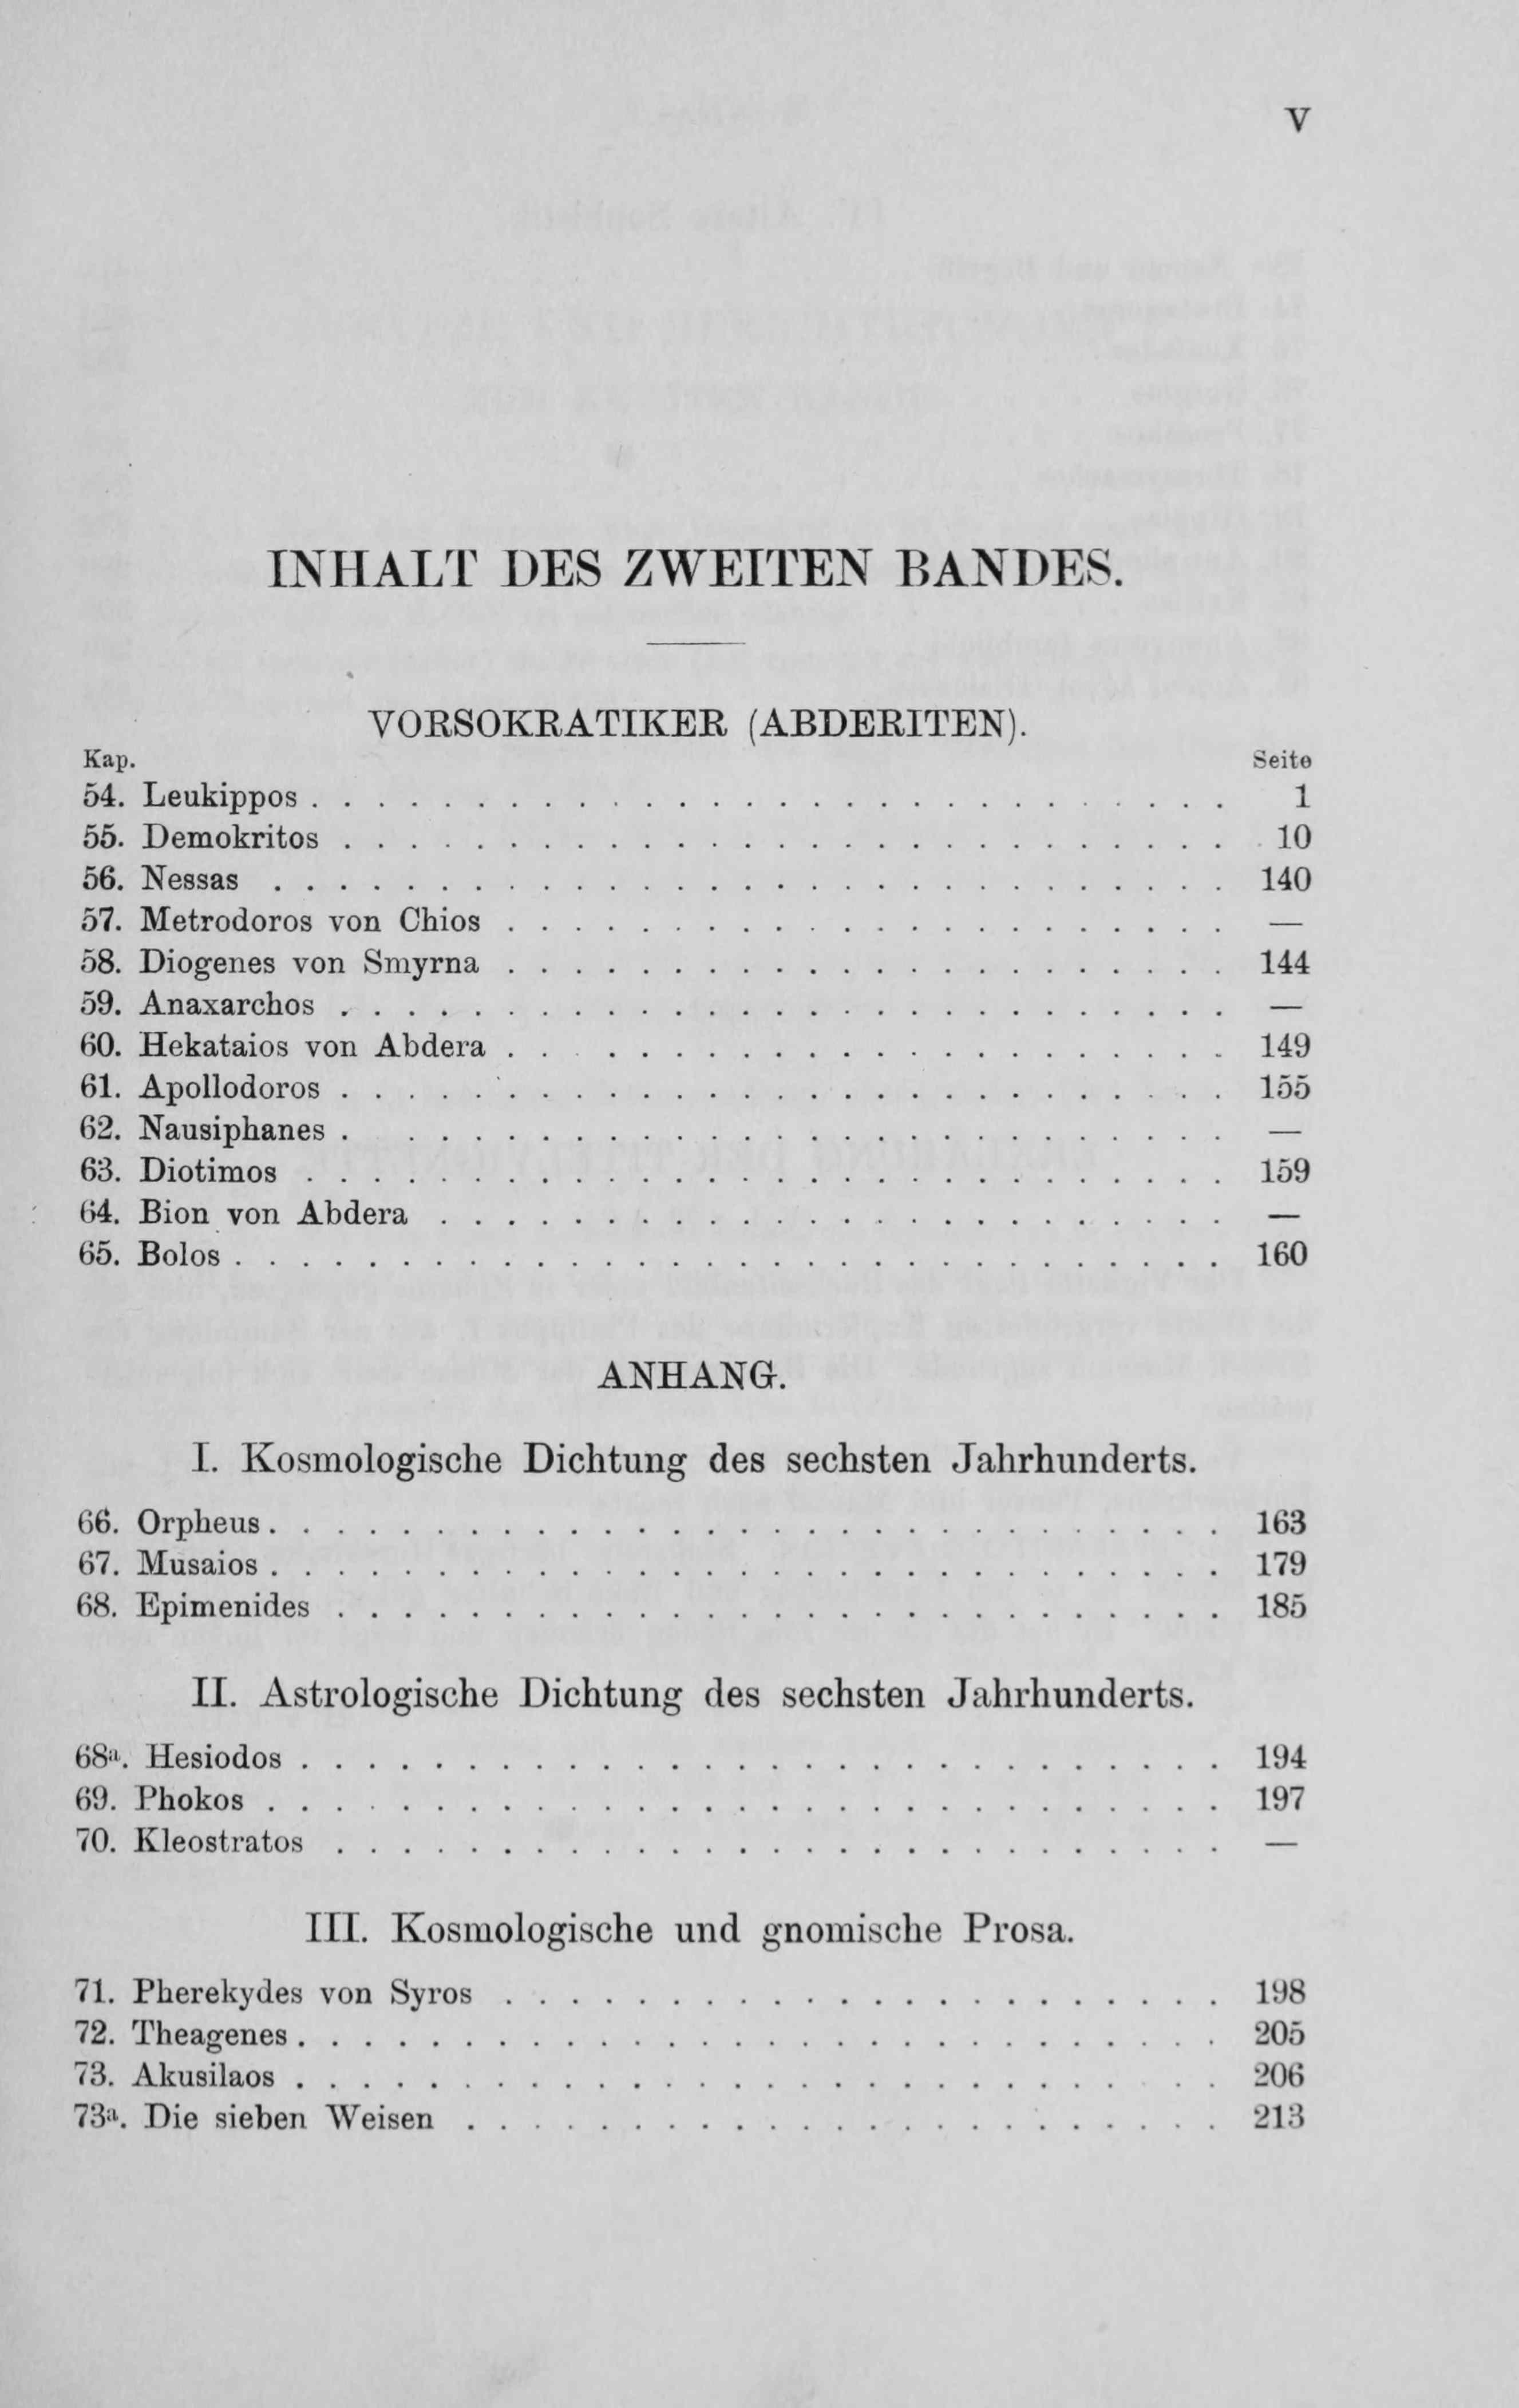 V
INHALT DES ZWEITEN BANDES.
VORSOKRATIKER (ABDERITEN).
Kap. Seite
54. Leukippos . . . . . . . . . . . . . . . . . . . . . . . . . . . . 1
55. Demokritos . . . . . . . . . . . . . . . . . . . . . . . . . . . 10
56. Nessas . . . . . . . . . . . . . . . . . . . . . . . . . . . . . 140
57. Metrodoros von Chios . . . . . . . . . . . . . . . . . . . . . . —
58. Diogenes von Smyrna . . . . . . . . . . . . . . . . . . . . . . 144
59. Anaxarchos . . . . . . . . . . . . . . . . . . . . . . . . . . . —
60. Hekataios von Abdera . . . . . . . . . . . . . . . . . . . . . . 149
61. Apollodoros . . . . . . . . . . . . . . . . . . . . . . . . . . . 155
62. Nausiphanes . . . . . . . . . . . . . . . . . . . . . . . . . . —
63. Diotimos . . . . . . . . . . . . . . . . . . . . . . . . . . . . 159
64. Bion von Abdera . . . . . . . . . . . . . . . . . . . . . . . . —
65. Bolos . . . . . . . . . . . . . . . . . . . . . . . . . . . . . . 160
ANHANG.
I. Kosmologische Dichtung des sechsten Jahrhunderts.
66. Orpheus . . . . . . . . . . . . . . . . . . . . . . . . . . . . . 163
67. Musaios . . . . . . . . . . . . . . . . . . . . . . . . . . . . . 179
68. Epimenides . . . . . . . . . . . . . . . . . . . . . . . . . . . 185
II. Astrologische Dichtung des sechsten Jahrhunderts.
68a. Hesiodos . . . . . . . . . . . . . . . . . . . . . . . . . . . . 194
69. Phokos . . . . . . . . . . . . . . . . . . . . . . . . . . . . . 197
70. Kleostratos . . . . . . . . . . . . . . . . . . . . . . . . . . . —
III. Kosmologische und gnomische Prosa.
71. Pherekydes von Syros . . . . . . . . . . . . . . . . . . . . . . 198
72. Theagenes . . . . . . . . . . . . . . . . . . . . . . . . . . . . 205
73. Akusilaos . . . . . . . . . . . . . . . . . . . . . . . . . . . . 206
73a. Die sieben Weisen . . . . . . . . . . . . . . . . . . . . . . . 213